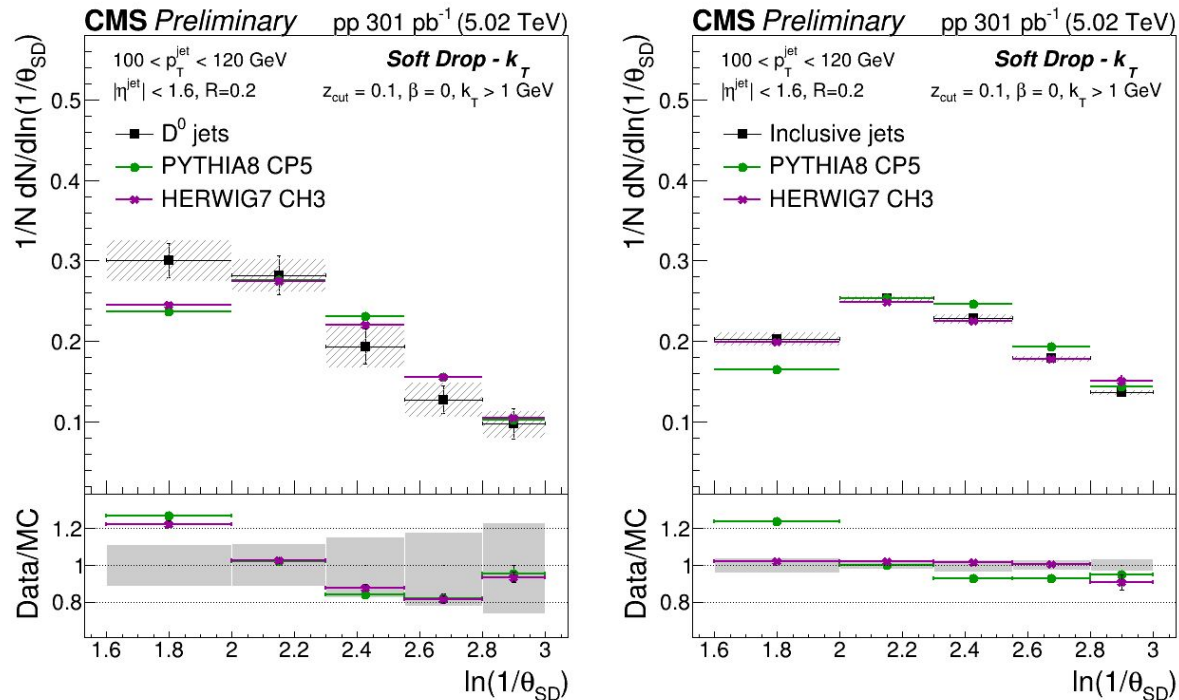 CMS Preliminary pp 301 pb⁻¹ (5.02 TeV)
1/N dN/dln(1/θ_SD)
100 < p_T^jet < 120 GeV
Soft Drop - k_T
|η^jet| < 1.6, R=0.2
z_cut = 0.1, β = 0, k_T > 1 GeV
D⁰ jets
PYTHIA8 CP5
HERWIG7 CH3
0.5
0.4
0.3
0.2
0.1
Data/MC
1.2
1
0.8
1.6 1.8 2 2.2 2.4 2.6 2.8 3
ln(1/θ_SD)
CMS Preliminary pp 301 pb⁻¹ (5.02 TeV)
1/N dN/dln(1/θ_SD)
100 < p_T^jet < 120 GeV
Soft Drop - k_T
|η^jet| < 1.6, R=0.2
z_cut = 0.1, β = 0, k_T > 1 GeV
Inclusive jets
PYTHIA8 CP5
HERWIG7 CH3
0.5
0.4
0.3
0.2
0.1
Data/MC
1.2
1
0.8
1.6 1.8 2 2.2 2.4 2.6 2.8 3
ln(1/θ_SD)